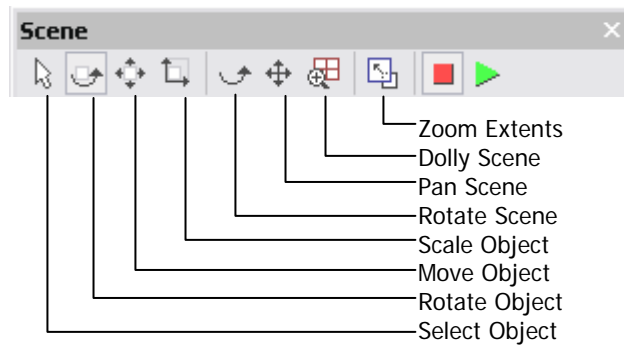 Scene
Zoom Extents
Dolly Scene
Pan Scene
Rotate Scene
Scale Object
Move Object
Rotate Object
Select Object